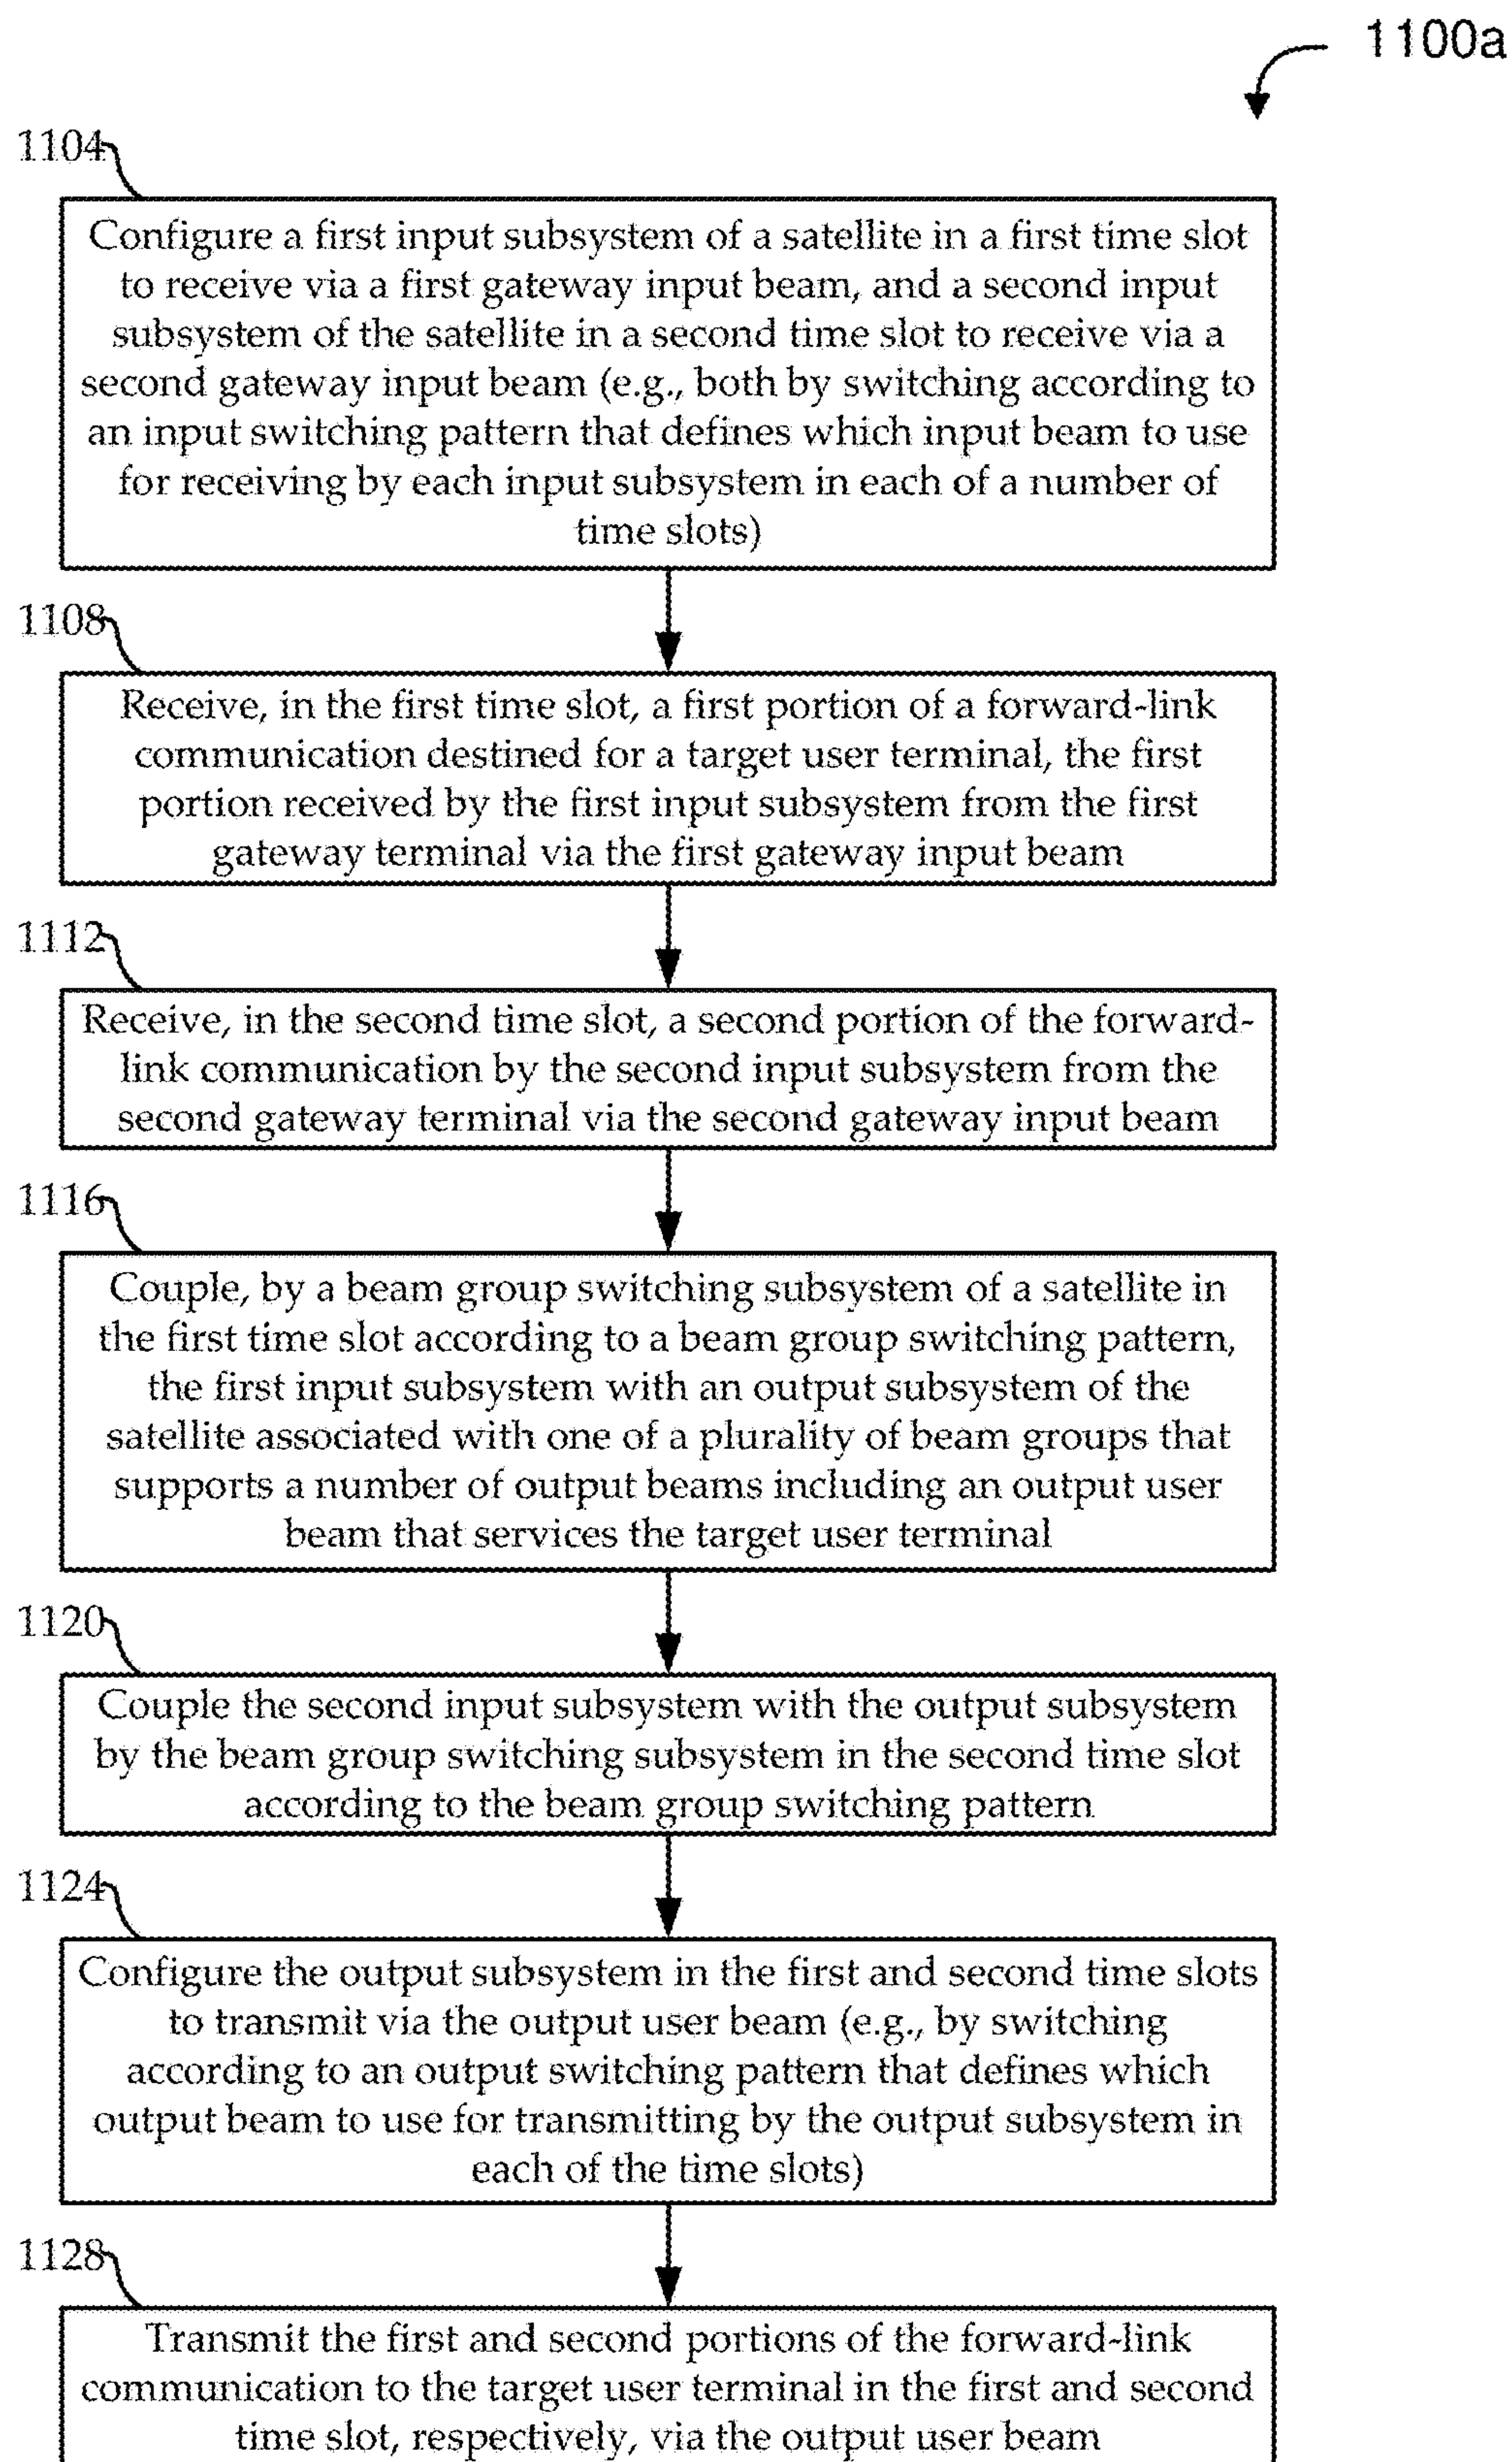 1100a
1104
Configure a first input subsystem of a satellite in a first time slot
to receive via a first gateway input beam, and a second input
subsystem of the satellite in a second time slot to receive via a
second gateway input beam (e.g., both by switching according to
an input switching pattern that defines which input beam to use
for receiving by each input subsystem in each of a number of
time slots)
1108
Receive, in the first time slot, a first portion of a forward-link
communication destined for a target user terminal, the first
portion received by the first input subsystem from the first
gateway terminal via the first gateway input beam
1112
Receive, in the second time slot, a second portion of the forward-
link communication by the second input subsystem from the
second gateway terminal via the second gateway input beam
1116
Couple, by a beam group switching subsystem of a satellite in
the first time slot according to a beam group switching pattern,
the first input subsystem with an output subsystem of the
satellite associated with one of a plurality of beam groups that
supports a number of output beams including an output user
beam that services the target user terminal
1120
Couple the second input subsystem with the output subsystem
by the beam group switching subsystem in the second time slot
according to the beam group switching pattern
1124
Configure the output subsystem in the first and second time slots
to transmit via the output user beam (e.g., by switching
according to an output switching pattern that defines which
output beam to use for transmitting by the output subsystem in
each of the time slots)
1128
Transmit the first and second portions of the forward-link
communication to the target user terminal in the first and second
time slot, respectively, via the output user beam